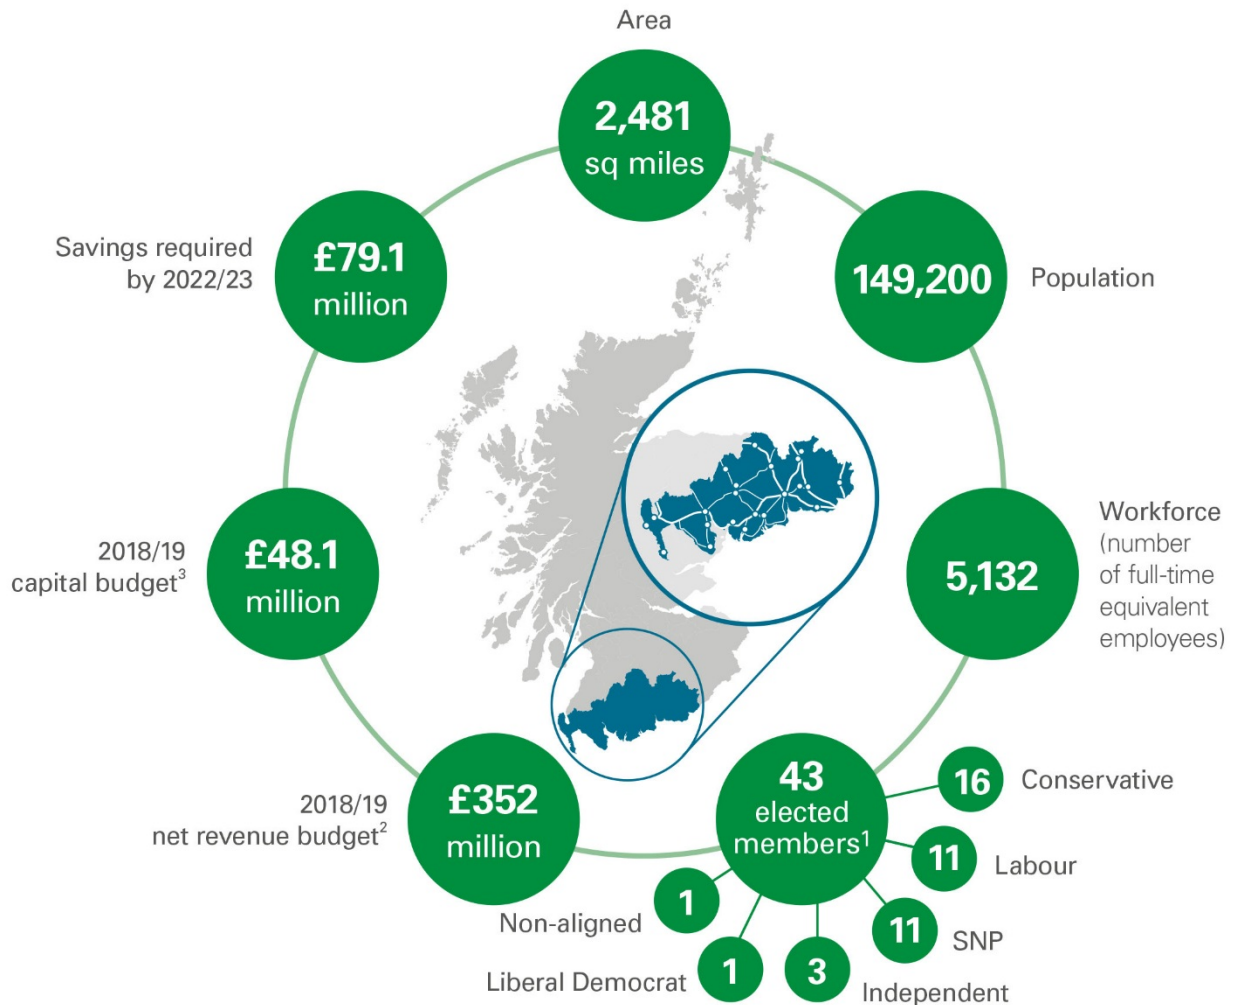 Area
2,481
sq miles
149,200
Population
5,132
Workforce
(number
of full-time
equivalent
employees)
43
elected
members¹
16
Conservative
11
Labour
11
SNP
3
Independent
1
Liberal Democrat
1
Non-aligned
£352
million
2018/19
net revenue budget²
£48.1
million
2018/19
capital budget³
£79.1
million
Savings required
by 2022/23